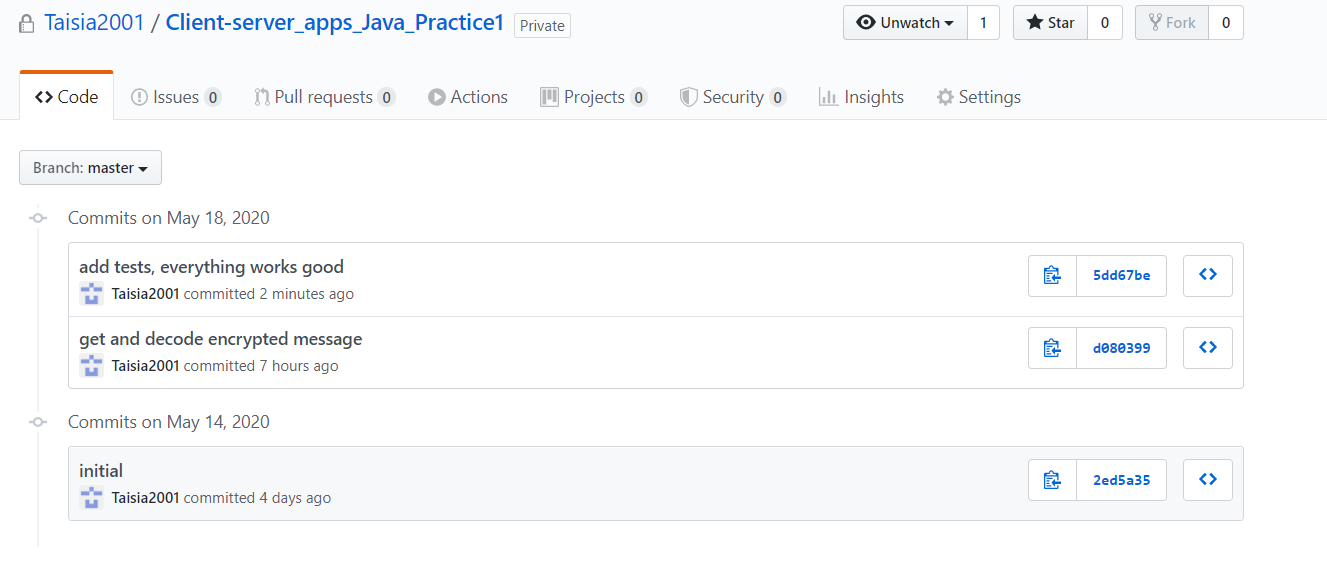 Taisia2001 / Client-server_apps_Java_Practice1 Private Unwatch 1 Star 0 Fork 0
Code Issues 0 Pull requests 0 Actions Projects 0 Security 0 Insights Settings
Branch: master
Commits on May 18, 2020
add tests, everything works good
Taisia2001 committed 2 minutes ago 5dd67be
get and decode encrypted message
Taisia2001 committed 7 hours ago d080399
Commits on May 14, 2020
initial
Taisia2001 committed 4 days ago 2ed5a35